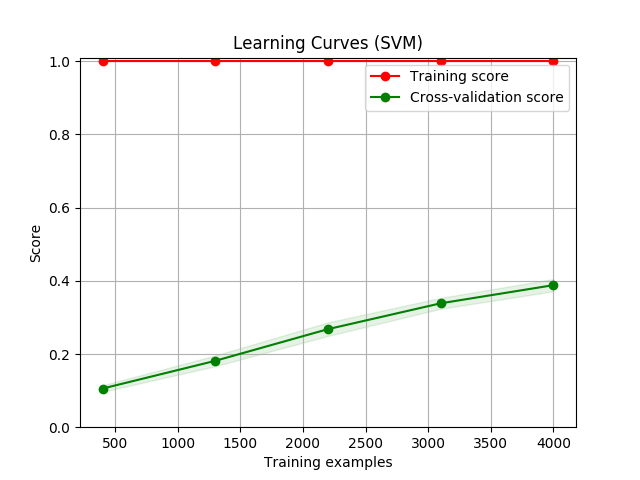 Learning Curves (SVM)
Training score
Cross-validation score
Score
1.0
0.8
0.6
0.4
0.2
0.0
500 1000 1500 2000 2500 3000 3500 4000
Training examples